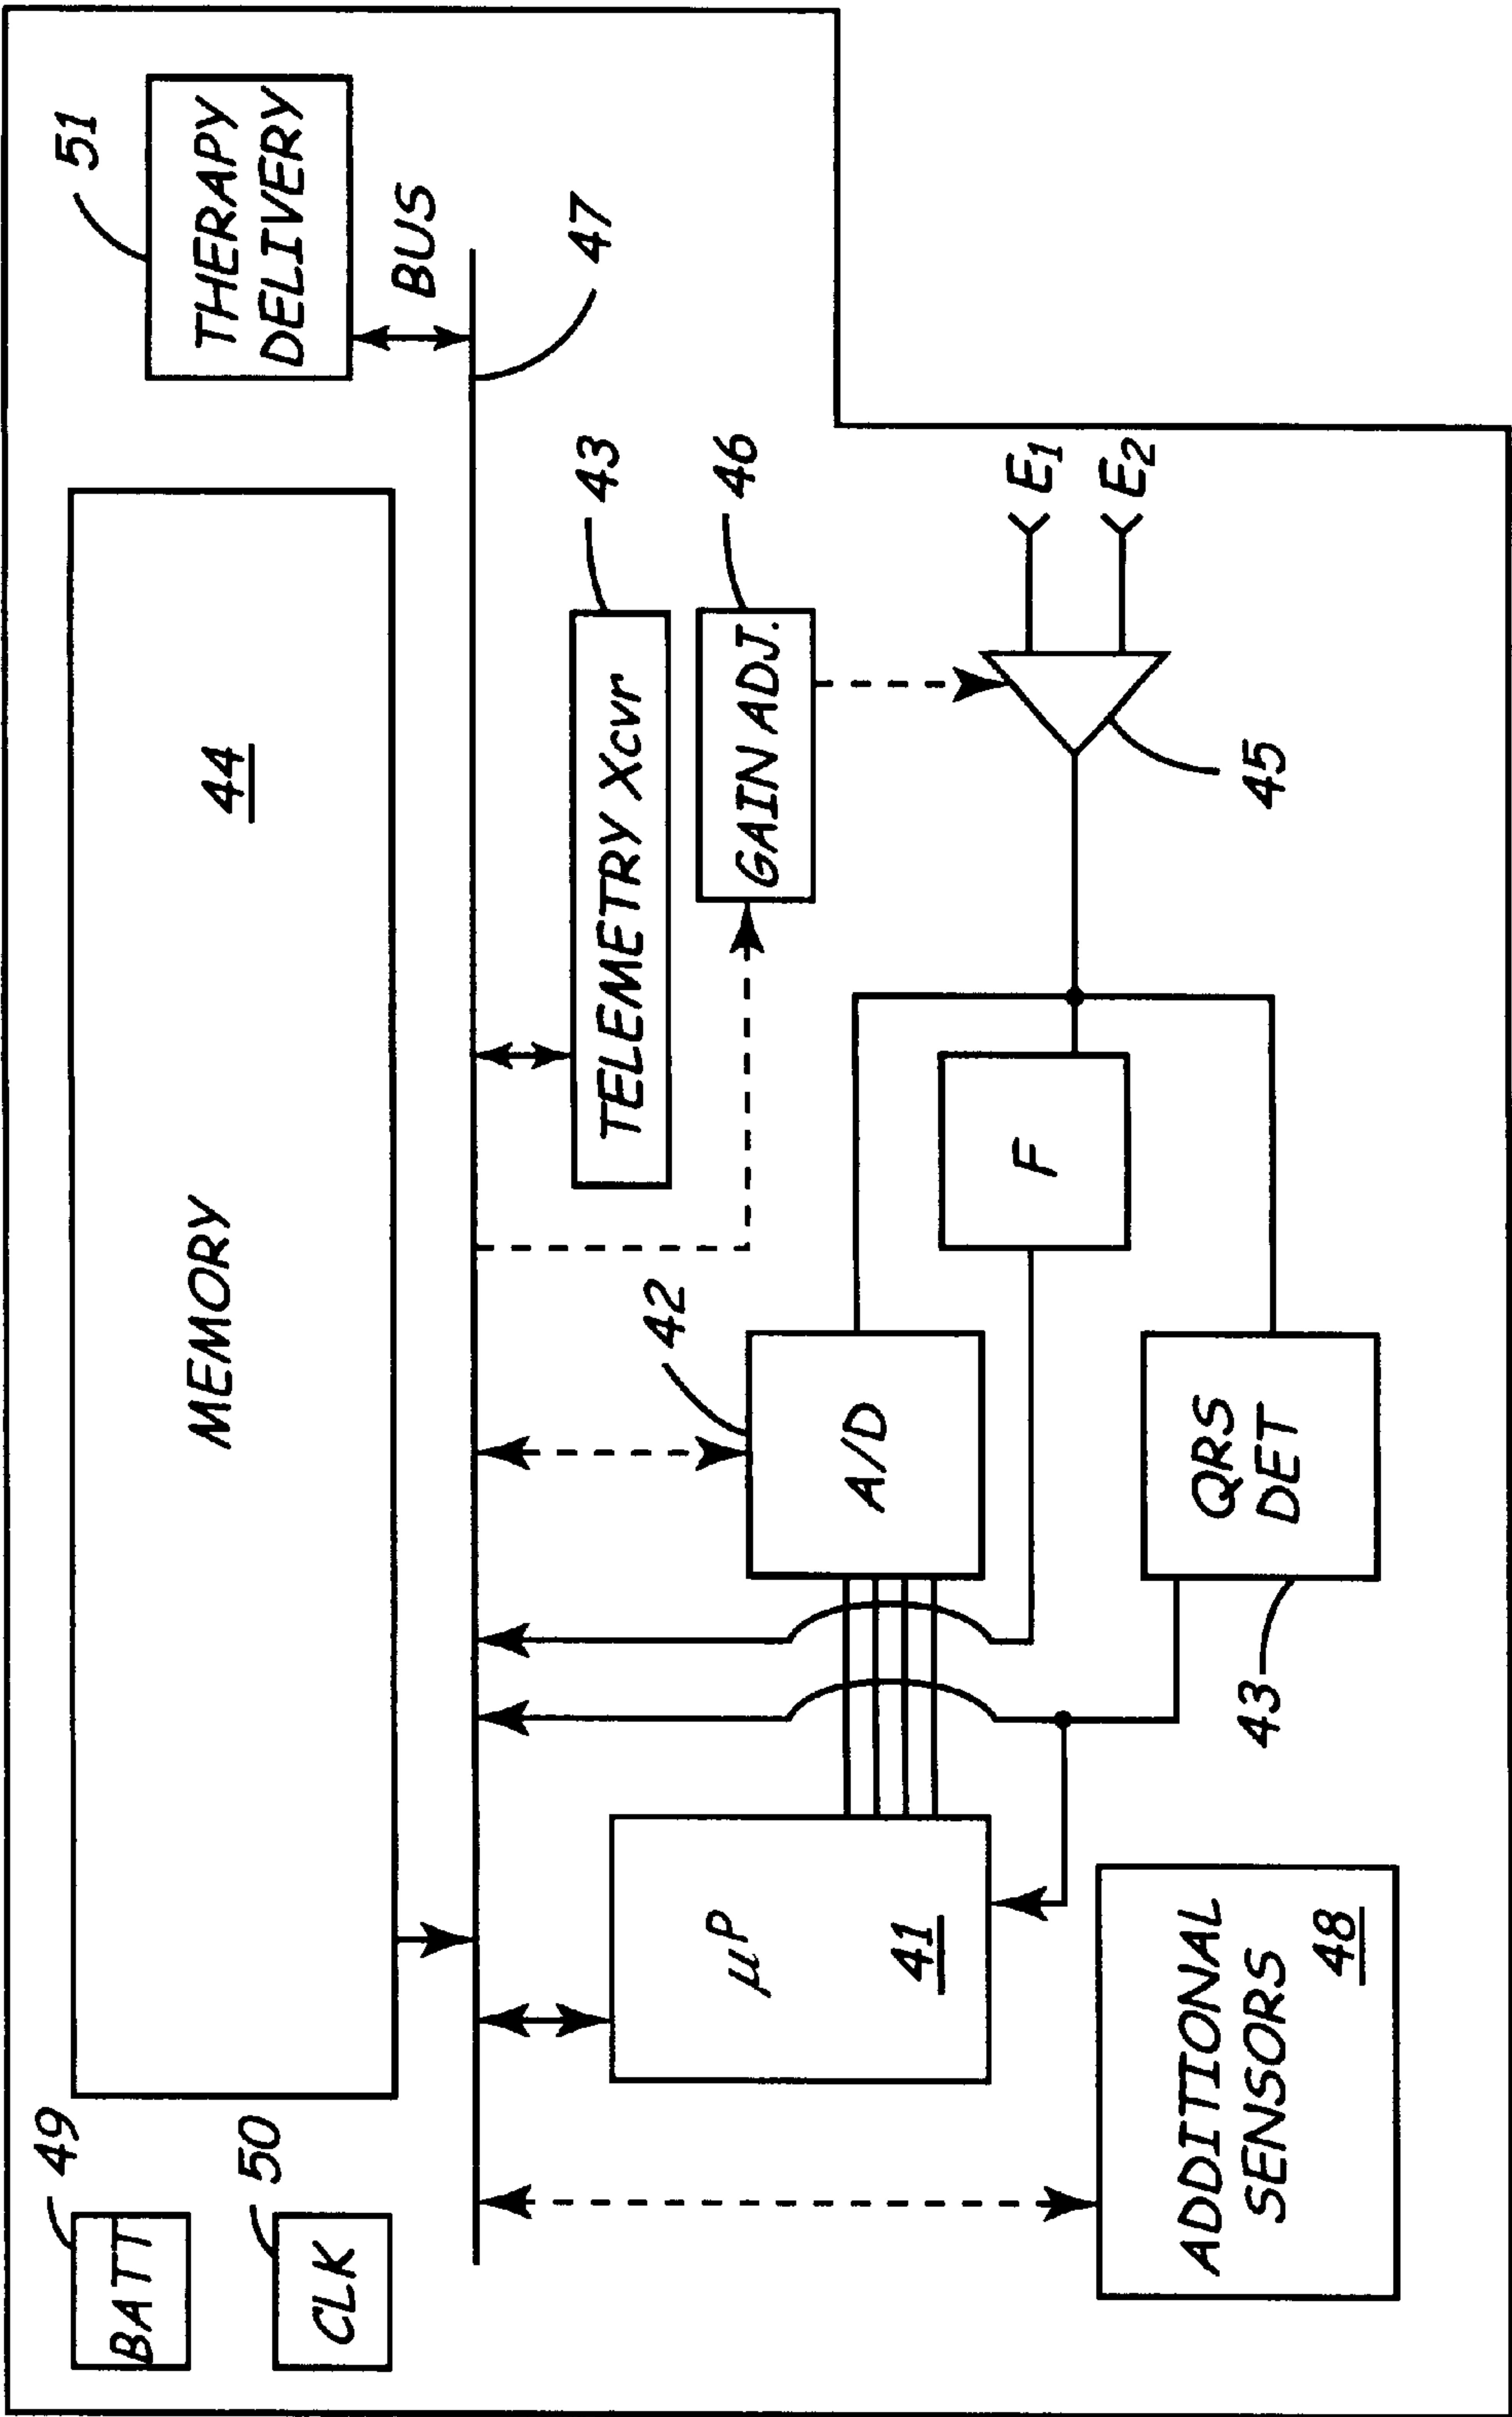 BATT
49
CLK
50
MEMORY
44
THERAPY
DELIVERY
51
BUS
47
TELEMETRY Xcvr
43
GAIN ADJ.
46
μP
41
A/D
42
F
E1
E2
45
QRS
DET
43
ADDITIONAL
SENSORS
48